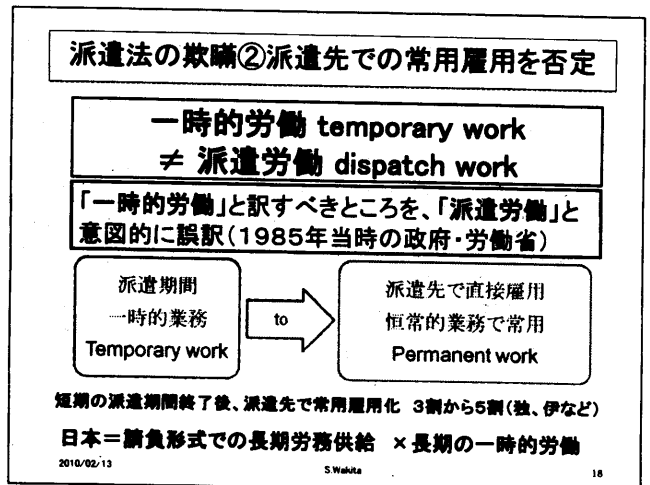 派遣法の欺瞞②派遣先での常用雇用を否定
一時的労働 temporary work
≠ 派遣労働 dispatch work
「一時的労働」と訳すべきところを、「派遣労働」と
意図的に誤訳(1985年当時の政府・労働省)
派遣期間
一時的業務
Temporary work
to
派遣先で直接雇用
恒常的業務で常用
Permanent work
短期の派遣期間終了後、派遣先で常用雇用化 3割から5割(独、伊など)
日本=請負形式での長期労務供給 ×長期の一時的労働
2010/02/13
S.Wakita
18